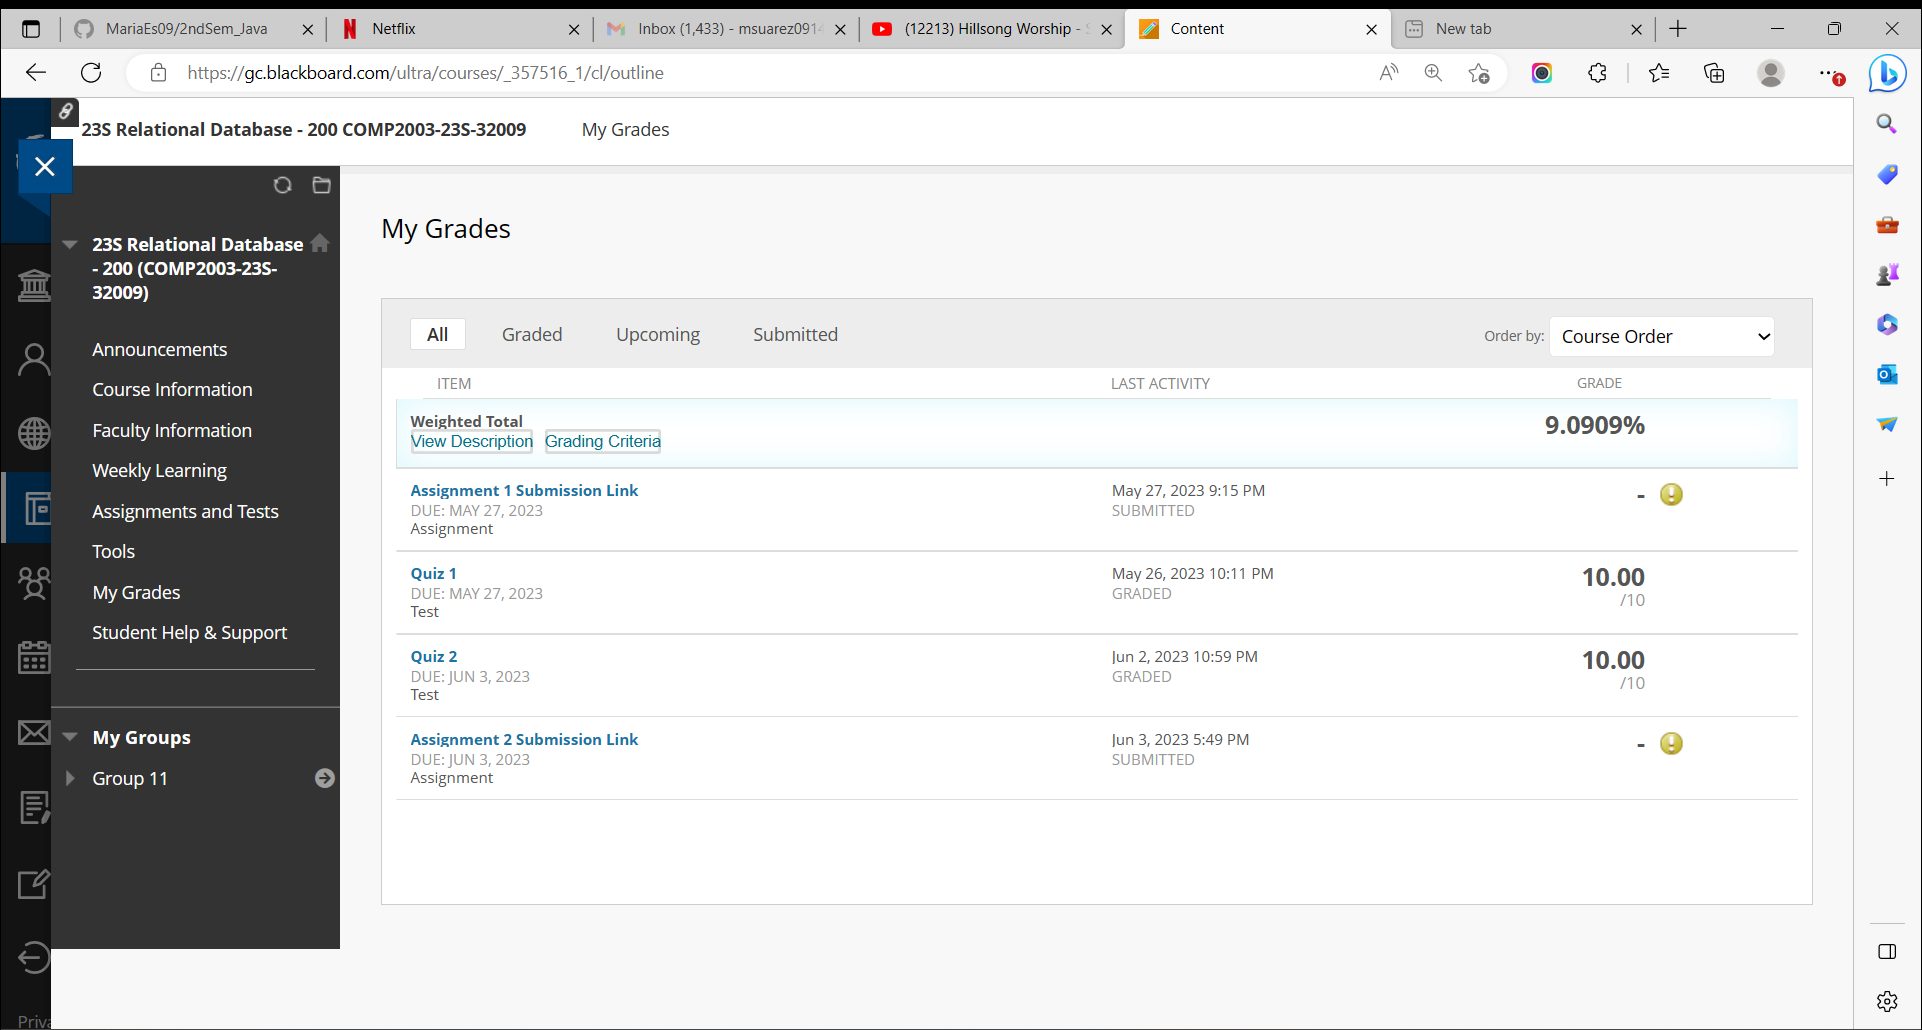 MariaEs09/2ndSem_Java
Netflix
Inbox (1,433) - msuarez0914
(12213) Hillsong Worship -
Content
New tab
https://gc.blackboard.com/ultra/courses/_357516_1/cl/outline
23S Relational Database - 200 COMP2003-23S-32009
My Grades
23S Relational Database
- 200 (COMP2003-23S-
32009)
Announcements
Course Information
Faculty Information
Weekly Learning
Assignments and Tests
Tools
My Grades
Student Help & Support
My Groups
Group 11
Priva
My Grades
All
Graded
Upcoming
Submitted
Order by:
Course Order
ITEM
LAST ACTIVITY
GRADE
Weighted Total
View Description
Grading Criteria
9.0909%
Assignment 1 Submission Link
DUE: MAY 27, 2023
Assignment
May 27, 2023 9:15 PM
SUBMITTED
-
Quiz 1
DUE: MAY 27, 2023
Test
May 26, 2023 10:11 PM
GRADED
10.00
/10
Quiz 2
DUE: JUN 3, 2023
Test
Jun 2, 2023 10:59 PM
GRADED
10.00
/10
Assignment 2 Submission Link
DUE: JUN 3, 2023
Assignment
Jun 3, 2023 5:49 PM
SUBMITTED
-